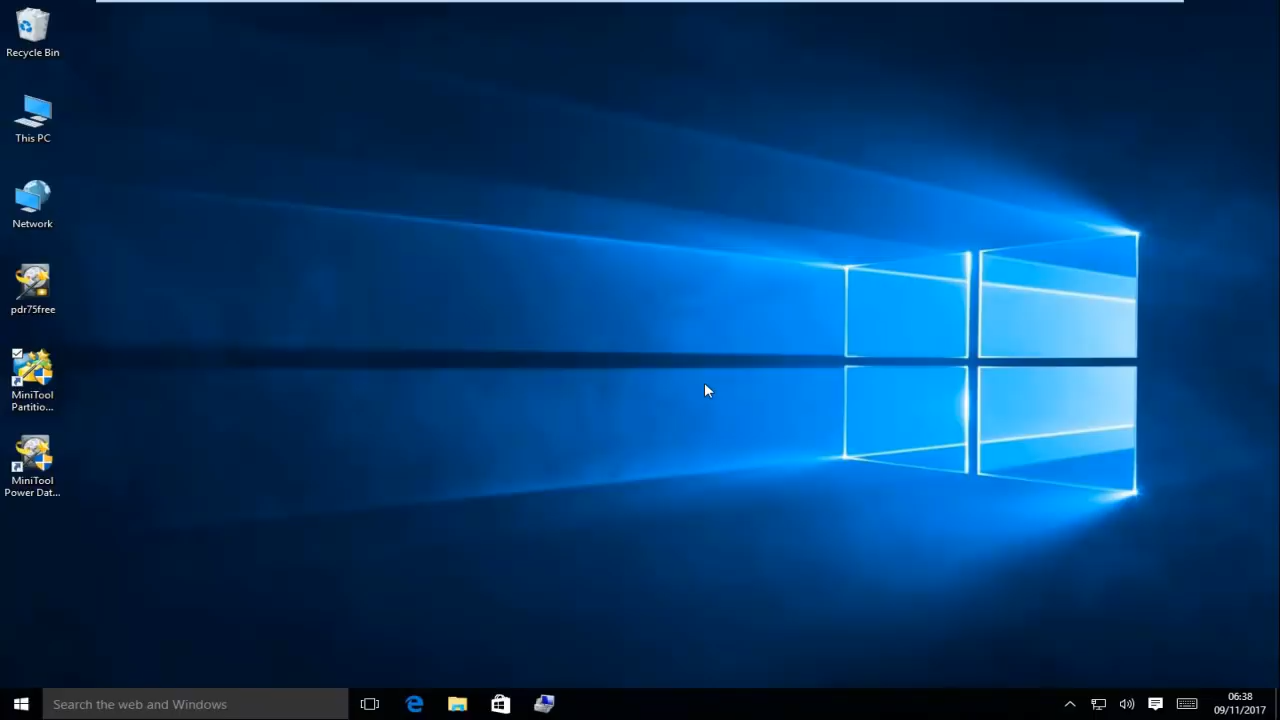 Recycle Bin
This PC
Network
pdr75free
MiniTool
Partitio...
MiniTool
Power Dat...
Search the web and Windows
06:38
09/11/2017